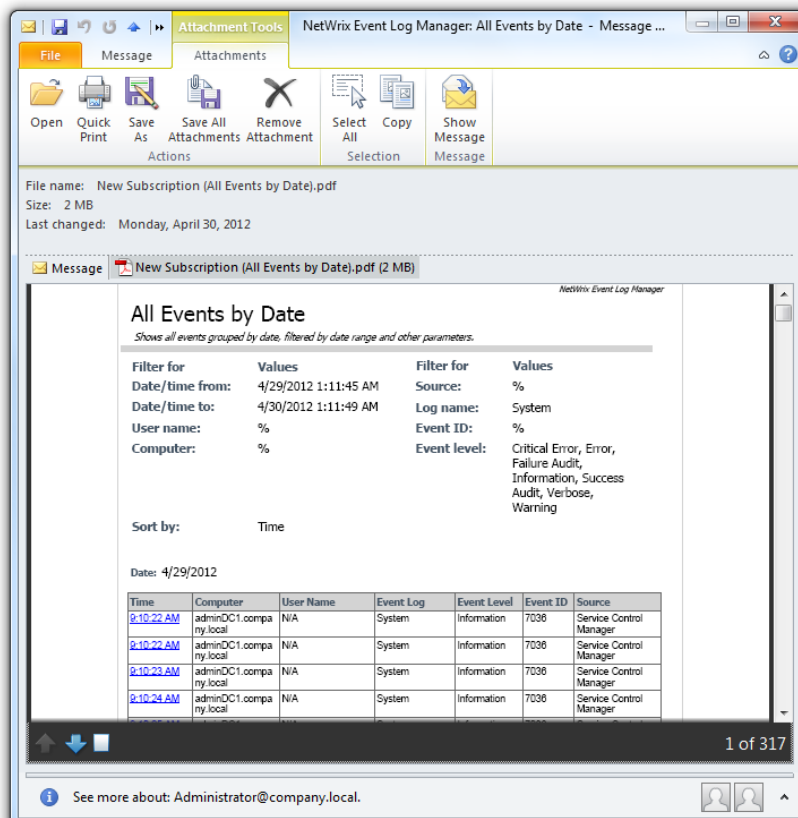 Attachment Tools NetWrix Event Log Manager: All Events by Date - Message ...
File Message Attachments
Open Quick Print Save As Save All Attachments Remove Attachment Select All Copy Show Message
Actions Selection Message
File name: New Subscription (All Events by Date).pdf
Size: 2 MB
Last changed: Monday, April 30, 2012
Message New Subscription (All Events by Date).pdf (2 MB)
NetWrix Event Log Manager
All Events by Date
Shows all events grouped by date, filtered by date range and other parameters.
Filter for Values Filter for Values
Date/time from: 4/29/2012 1:11:45 AM Source: %
Date/time to: 4/30/2012 1:11:49 AM Log name: System
User name: % Event ID: %
Computer: % Event level: Critical Error, Error,
Failure Audit,
Information, Success
Audit, Verbose,
Warning
Sort by: Time
Date: 4/29/2012
Time Computer User Name Event Log Event Level Event ID Source
9:10:22 AM adminDC1.compa N/A System Information 7036 Service Control
ny.local Manager
9:10:22 AM adminDC1.compa N/A System Information 7036 Service Control
ny.local Manager
9:10:23 AM adminDC1.compa N/A System Information 7036 Service Control
ny.local Manager
9:10:24 AM adminDC1.compa N/A System Information 7036 Service Control
ny.local Manager
1 of 317
See more about: Administrator@company.local.